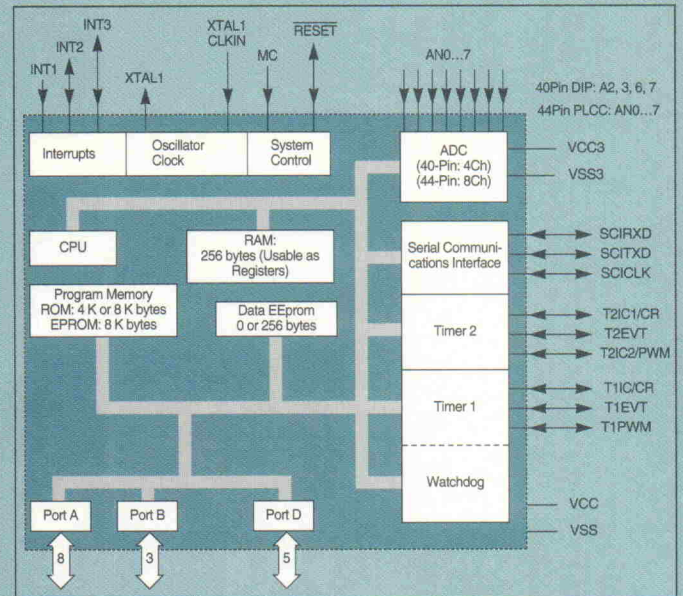 INT3
INT2
INT1
XTAL1
XTAL1
CLKIN
MC
RESET
AN0...7
40Pin DIP: A2, 3, 6, 7
44Pin PLCC: AN0...7
Interrupts
Oscillator
Clock
System
Control
ADC
(40-Pin: 4Ch)
(44-Pin: 8Ch)
VCC3
VSS3
CPU
RAM:
256 bytes (Usable as
Registers)
Serial Communi-
cations Interface
SCIRXD
SCITXD
SCICLK
Program Memory
ROM: 4 K or 8 K bytes
EPROM: 8 K bytes
Data EEprom
0 or 256 bytes
Timer 2
T2IC1/CR
T2EVT
T2IC2/PWM
Timer 1
T1IC/CR
T1EVT
T1PWM
Watchdog
Port A
Port B
Port D
VCC
VSS
8
3
5